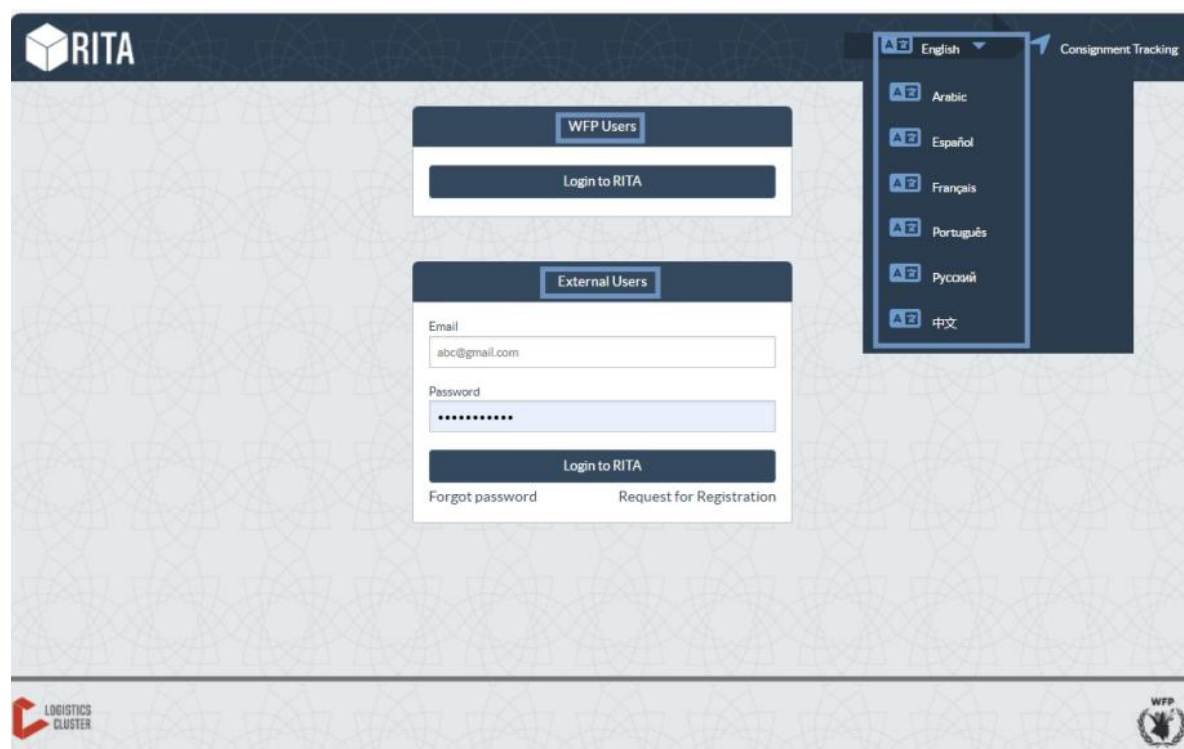 RITA
English
Consignment Tracking
Arabic
Español
Français
Português
Русский
中文
WFP Users
Login to RITA
External Users
Email
abc@gmail.com
Password
•••••••••••
Login to RITA
Forgot password Request for Registration
LOGISTICS
CLUSTER
WFP